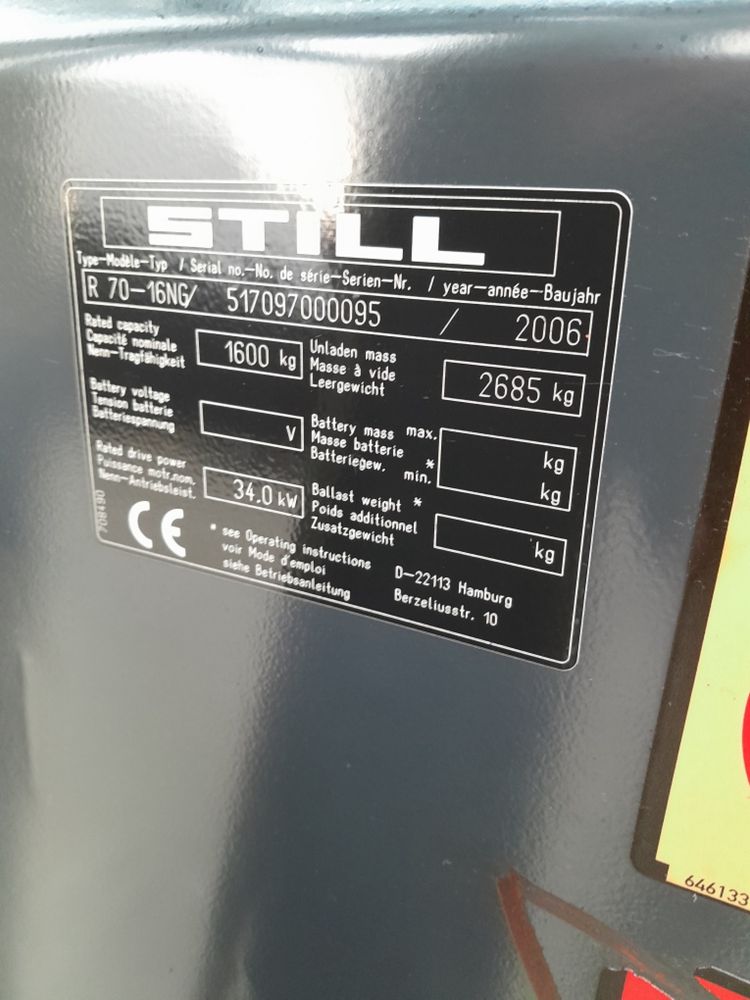 STILL
Type-Modèle-Typ / Serial no.-No. de série-Serien-Nr. / year-année-Baujahr
R 70-16NG/ 517097000095 / 2006
Rated capacity
Capacité nominale
Nenn-Tragfähigkeit
1600 kg
Unladen mass
Masse à vide
Leergewicht
2685 kg
Battery voltage
Tension batterie
Batteriespannung
V
Battery mass max.
Masse batterie *
Batteriegew. min.
kg
kg
Rated drive power
Puissance motr.nom.
Nenn-Antriebsleist.
34.0 kW
Ballast weight *
Poids additionnel
Zusatzgewicht
kg
708490
CE
* see Operating instructions
voir Mode d'emploi
siehe Betriebsanleitung
D-22113 Hamburg
Berzeliusstr. 10
646133